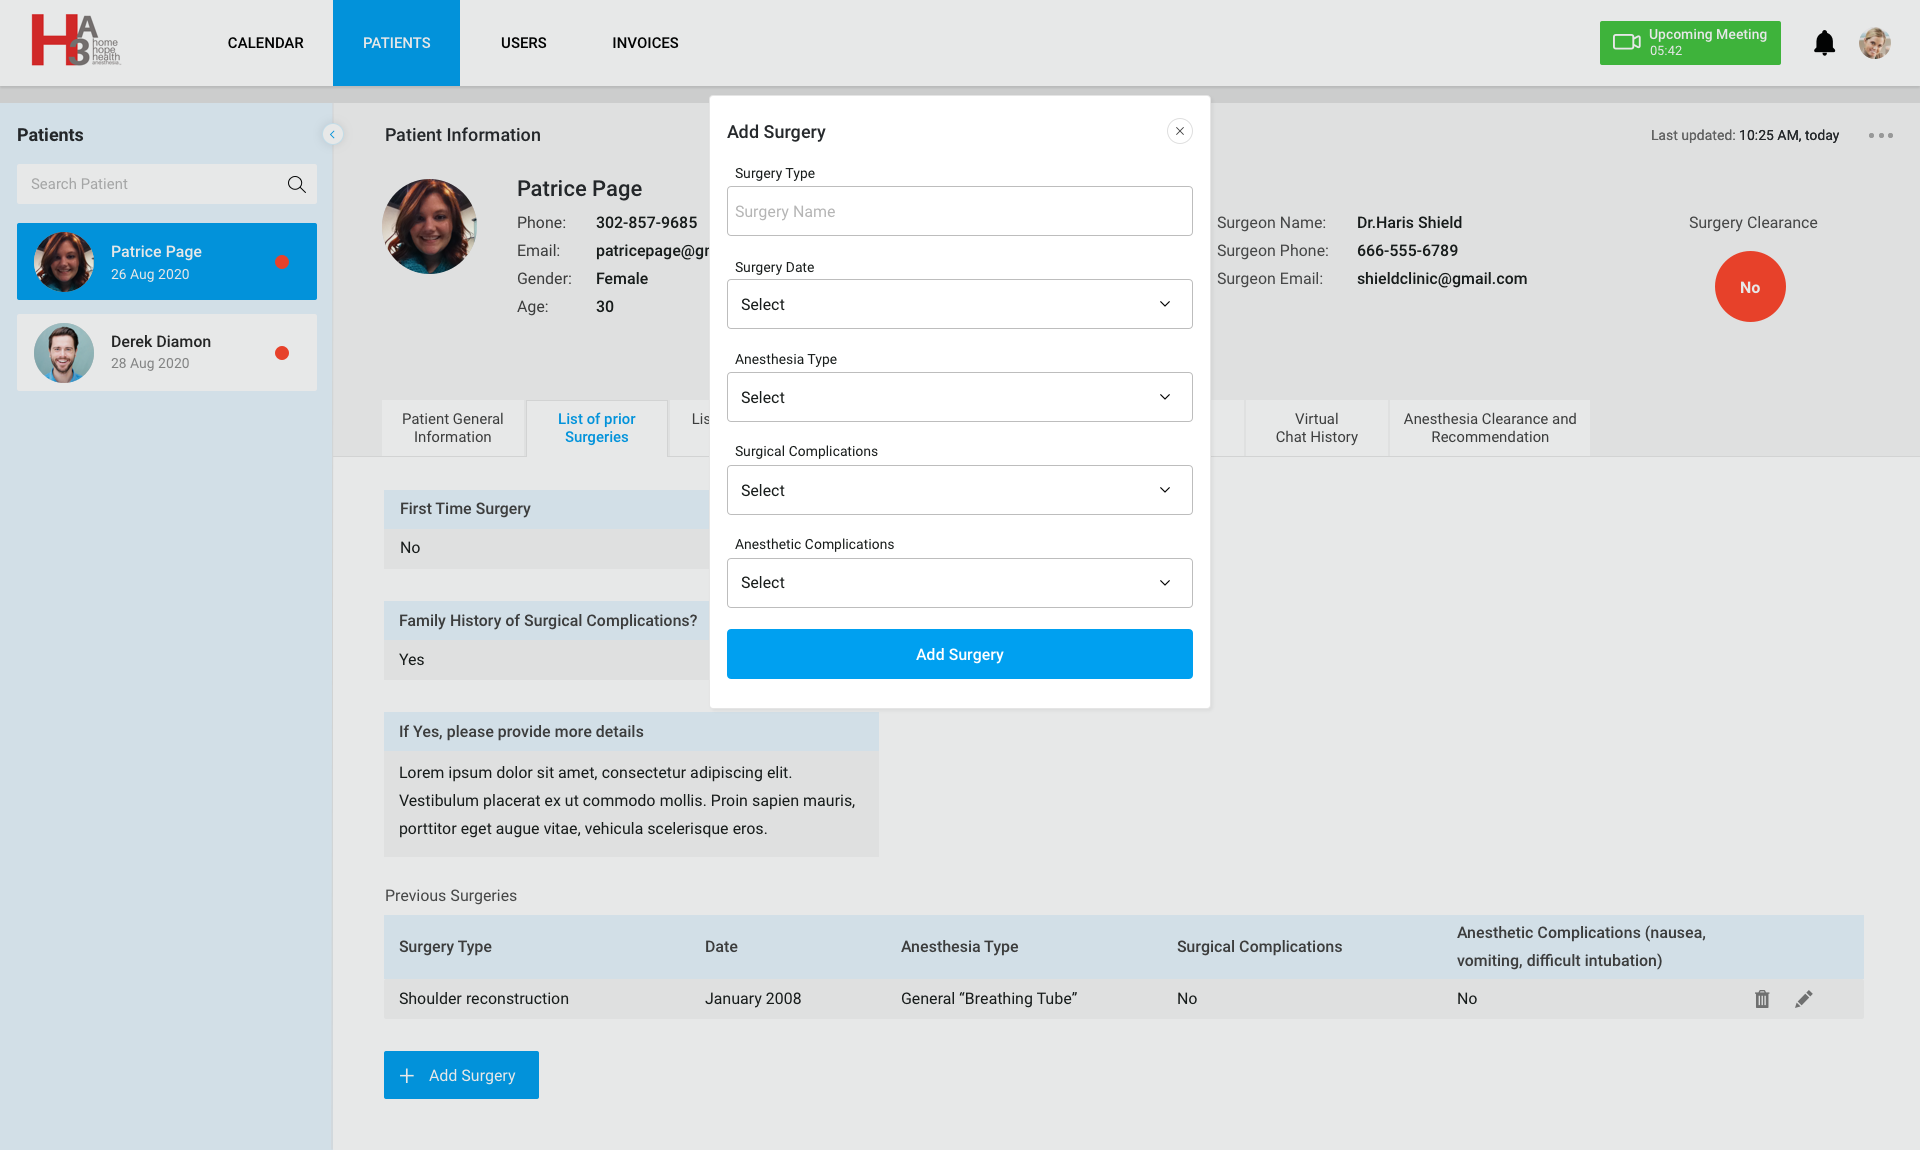 HA3 home hope health anesthesia
CALENDAR
PATIENTS
USERS
INVOICES
Upcoming Meeting
05:42
Patients
Search Patient
Patrice Page
26 Aug 2020
Derek Diamon
28 Aug 2020
Patient Information
Last updated: 10:25 AM, today
Patrice Page
Phone: 302-857-9685
Email: patricepage@gr
Gender: Female
Age: 30
Surgeon Name: Dr.Haris Shield
Surgeon Phone: 666-555-6789
Surgeon Email: shieldclinic@gmail.com
Surgery Clearance
No
Patient General
Information
List of prior
Surgeries
Lis
Virtual
Chat History
Anesthesia Clearance and
Recommendation
Add Surgery
Surgery Type
Surgery Name
Surgery Date
Select
Anesthesia Type
Select
Surgical Complications
Select
Anesthetic Complications
Select
Add Surgery
First Time Surgery
No
Family History of Surgical Complications?
Yes
If Yes, please provide more details
Lorem ipsum dolor sit amet, consectetur adipiscing elit.
Vestibulum placerat ex ut commodo mollis. Proin sapien mauris,
porttitor eget augue vitae, vehicula scelerisque eros.
Previous Surgeries
Surgery Type
Date
Anesthesia Type
Surgical Complications
Anesthetic Complications (nausea,
vomiting, difficult intubation)
Shoulder reconstruction
January 2008
General “Breathing Tube”
No
No
Add Surgery